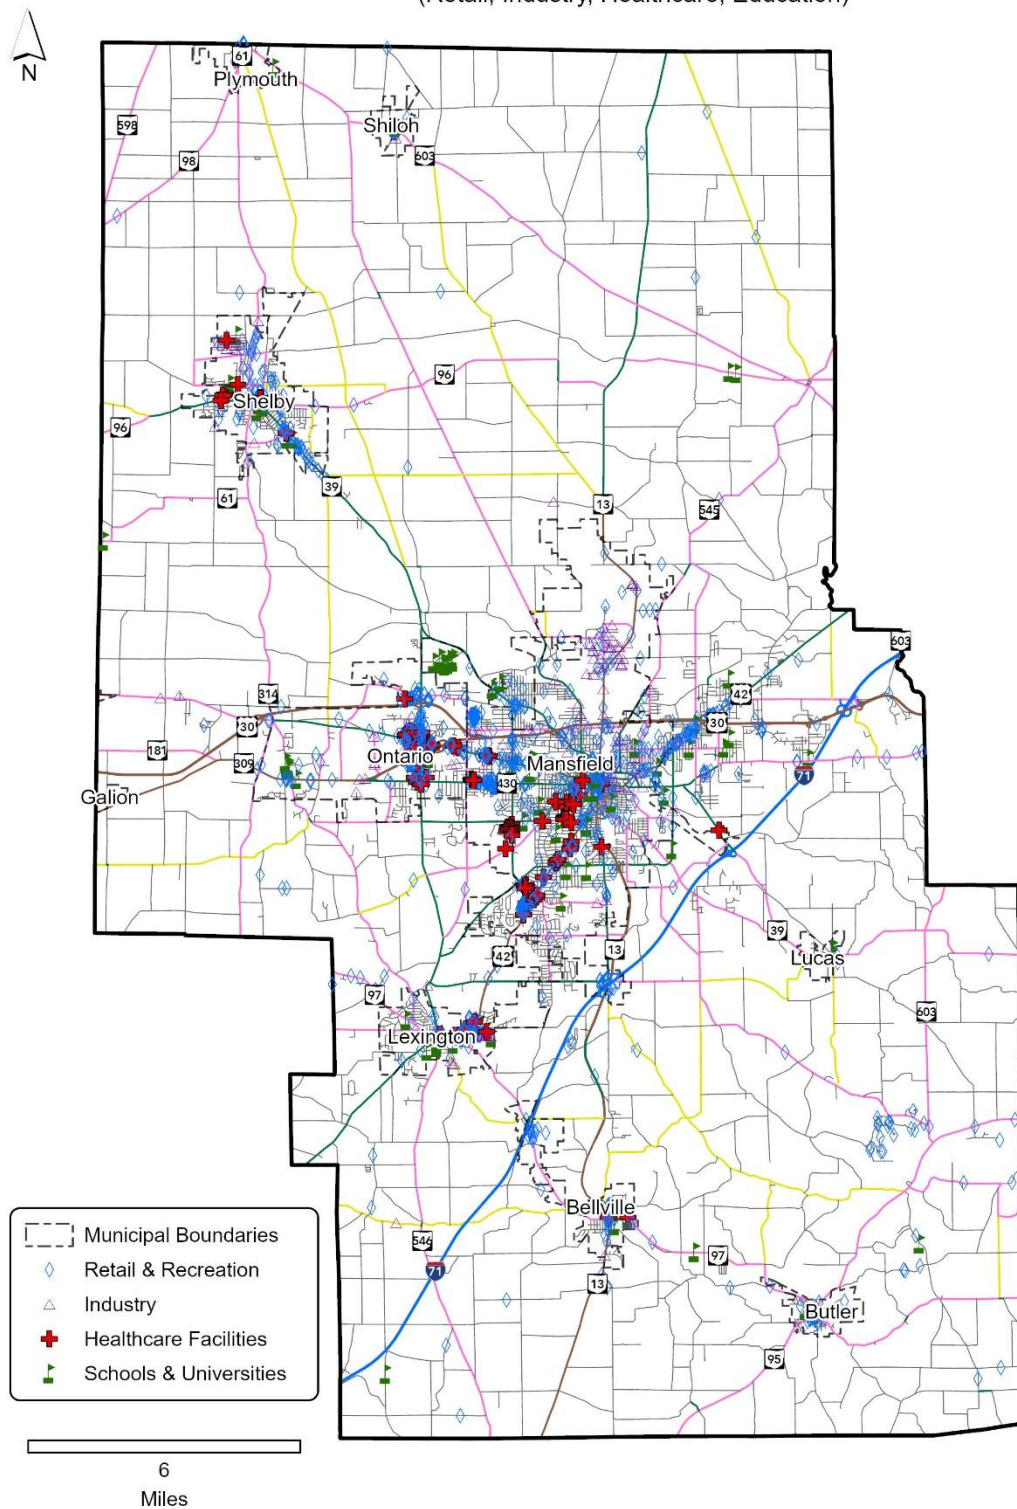 (Retail, Industry, Healthcare, Education)
N
61
Plymouth
598
Shiloh
98
603
96
Shelby
96
39
61
13
545
603
314
42
30
30
181
Ontario
309
Mansfield
430
71
Galion
39
13
42
Lucas
97
603
Lexington
Bellville
546
97
71
13
Butler
95
Municipal Boundaries
Retail & Recreation
Industry
Healthcare Facilities
Schools & Universities
6
Miles